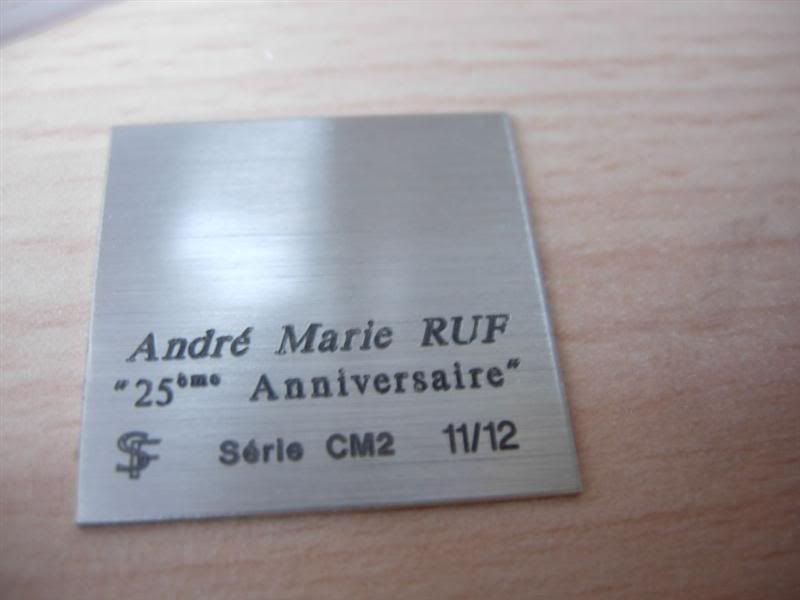 André Marie RUF
"25ème Anniversaire"
Série CM2 11/12